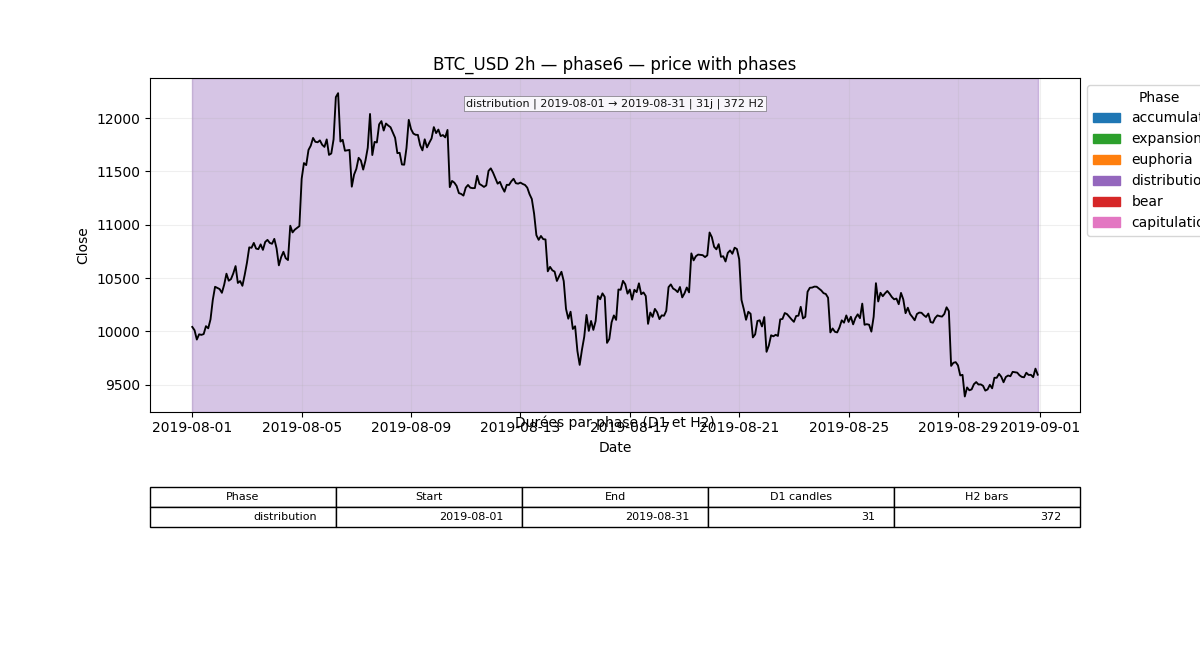 BTC_USD 2h — phase6 — price with phases
distribution | 2019-08-01 → 2019-08-31 | 31j | 372 H2
Phase
accumulat
expansion
euphoria
distributio
bear
capitulatio
Close
12000
11500
11000
10500
10000
9500
Durées par phase (D1 et H2)
2019-08-01 2019-08-05 2019-08-09 2019-08-13 2019-08-17 2019-08-21 2019-08-25 2019-08-29 2019-09-01
Date
Phase Start End D1 candles H2 bars
distribution 2019-08-01 2019-08-31 31 372